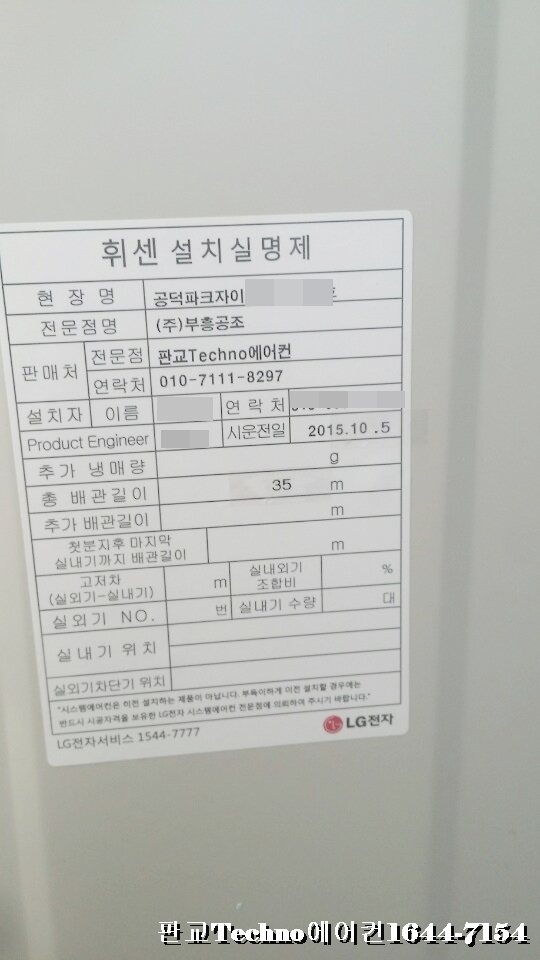 휘센 설치실명제
현 장 명 공덕파크자이
전문점명 (주)부흥공조
판매처 전문점 판교Techno에어컨
연락처 010-7111-8297
설치자 이름 연 락 처
Product Engineer 시운전일 2015.10 .5
추가 냉매량 g
총 배관길이 35 m
추가 배관길이 m
첫분지후 마지막
실내기까지 배관길이 m
고저차
(실외기-실내기) m 실내외기
조합비 %
실외기 NO. 번 실내기 수량 대
실내기 위치
실외기차단기 위치
"시스템에어컨은 이전 설치하는 제품이 아닙니다. 부득이하게 이전 설치할 경우에는
반드시 시공자격을 보유한 LG전자 시스템에어컨 전문점에 의뢰하여 주시기 바랍니다."
LG전자서비스 1544-7777 LG전자
판교Techno에어컨1644-7154